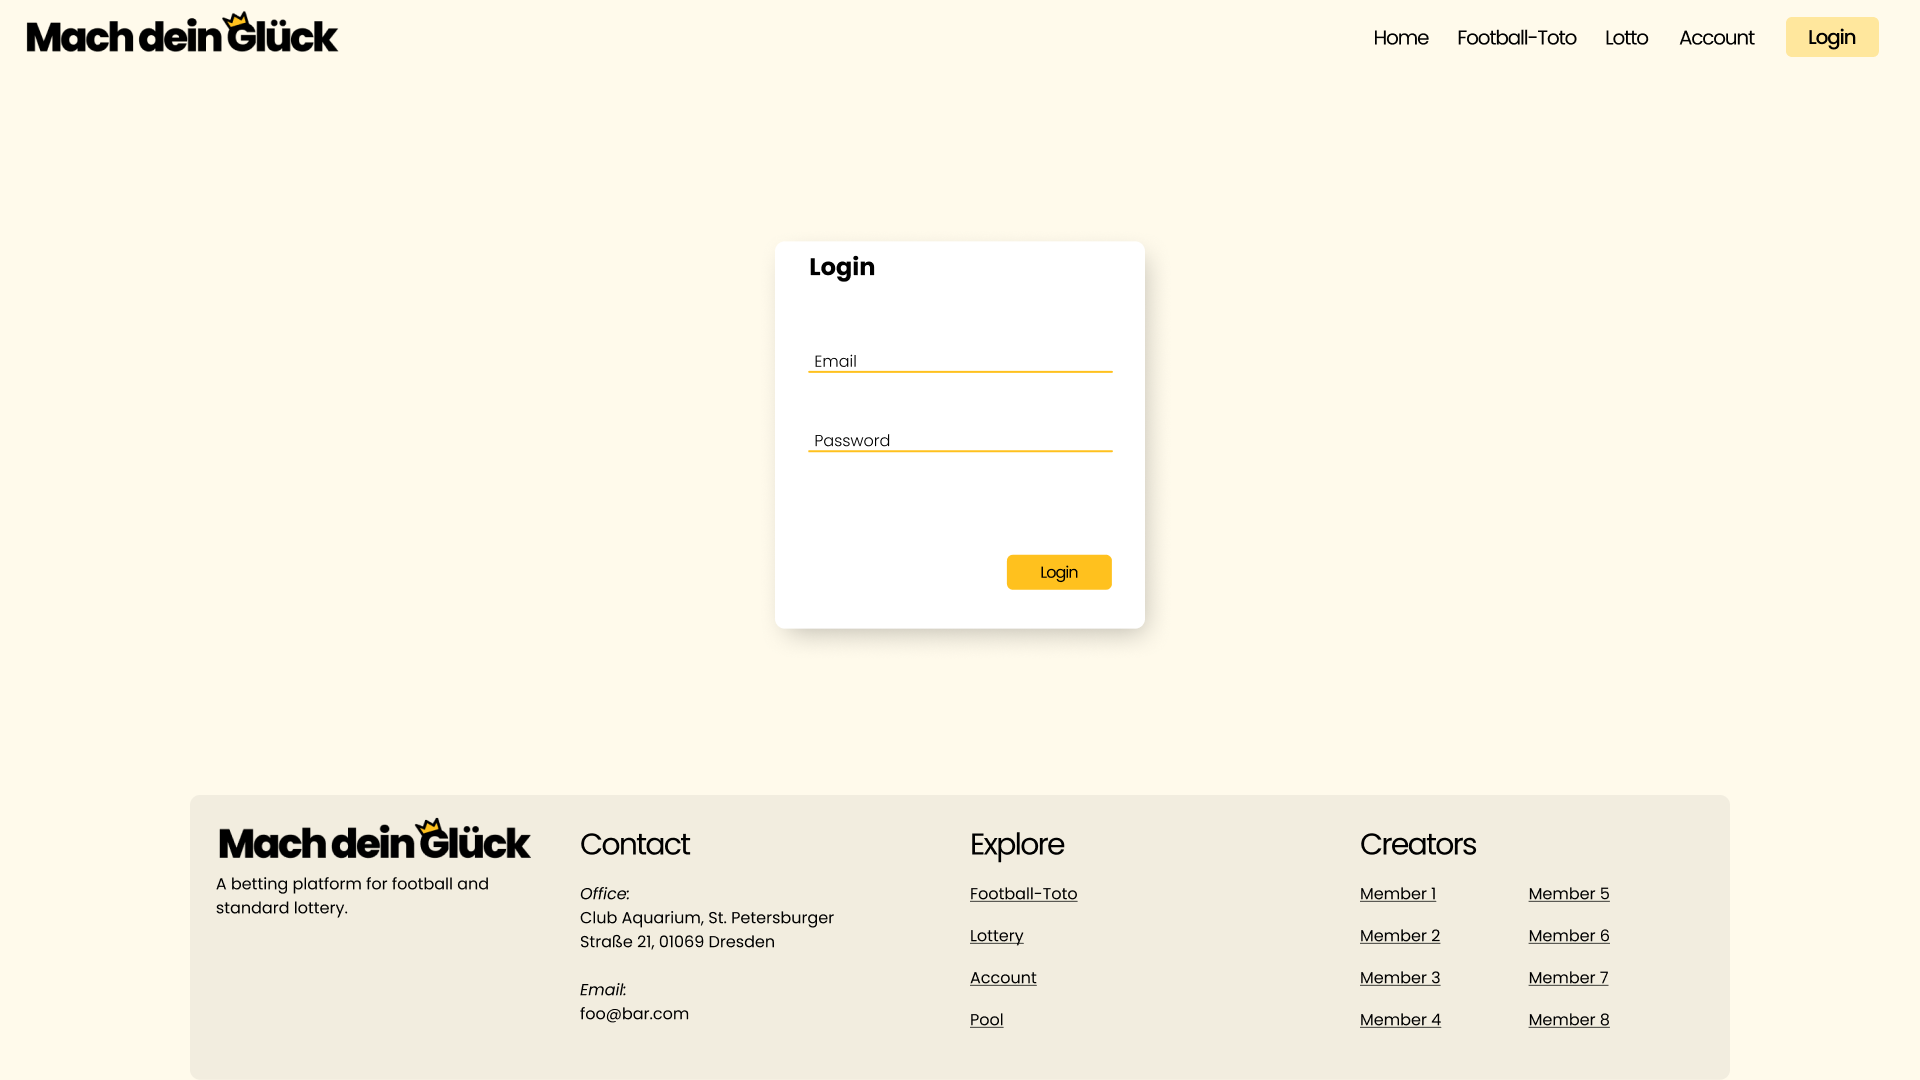 Mach dein Glück
Home Football-Toto Lotto Account Login
Login
Email
Password
Login
Mach dein Glück
A betting platform for football and
standard lottery.
Contact
Office:
Club Aquarium, St. Petersburger
Straße 21, 01069 Dresden
Email:
foo@bar.com
Explore
Football-Toto
Lottery
Account
Pool
Creators
Member 1
Member 2
Member 3
Member 4
Member 5
Member 6
Member 7
Member 8